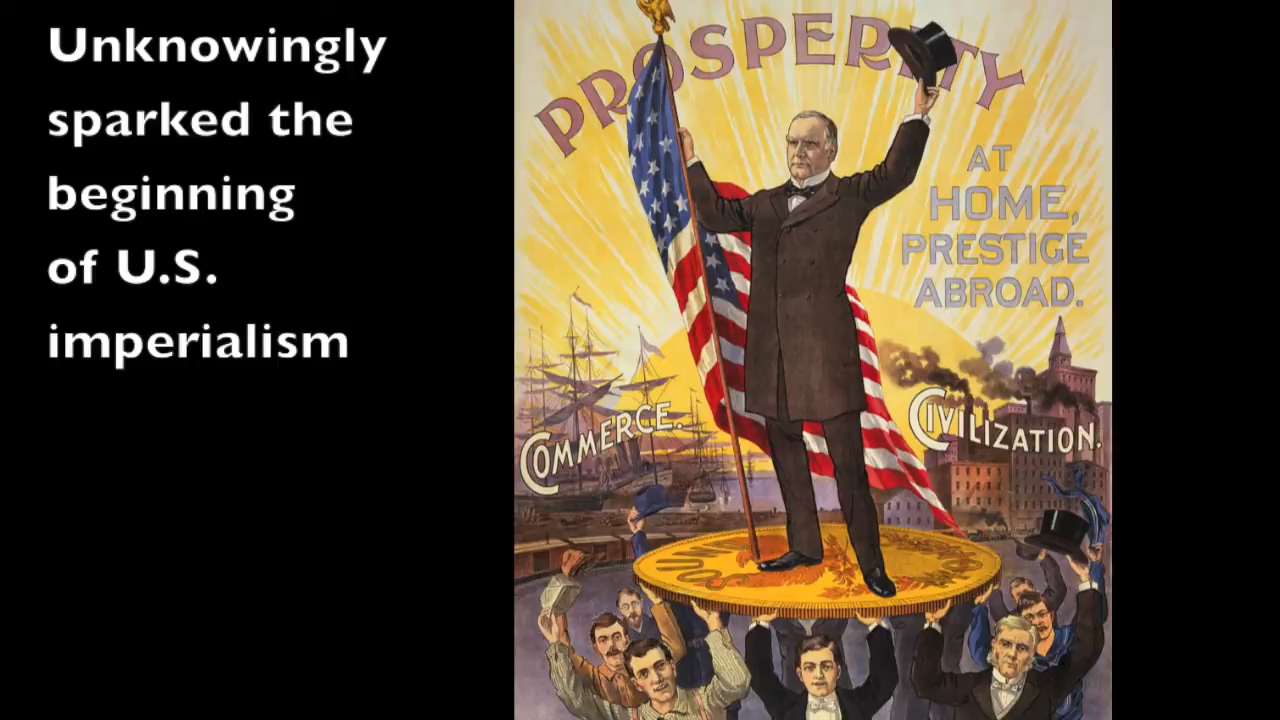 Unknowingly
sparked the
beginning
of U.S.
imperialism
PROSPERITY
AT
HOME,
PRESTIGE
ABROAD.
COMMERCE.
CIVILIZATION.